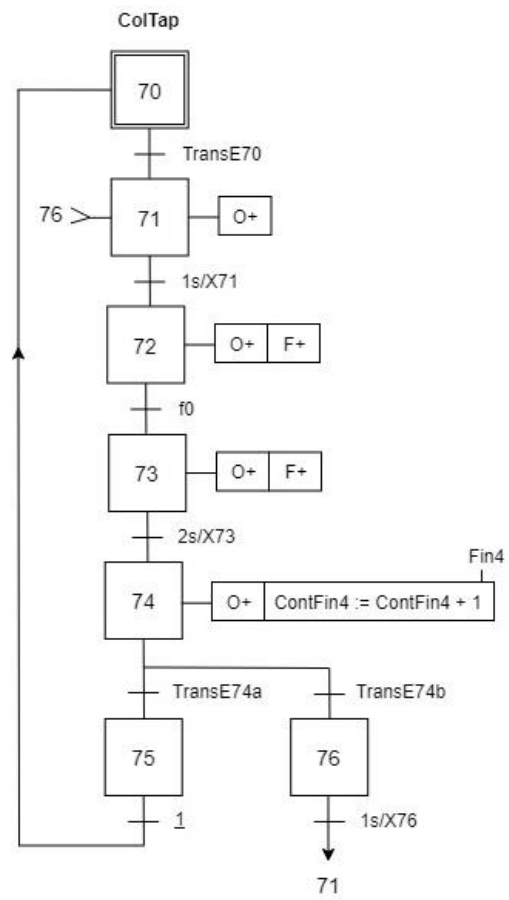 ColTap
70
TransE70
76
71
O+
1s/X71
72
O+ F+
f0
73
O+ F+
2s/X73
Fin4
74
O+ ContFin4 := ContFin4 + 1
TransE74a
TransE74b
75
76
1
1s/X76
71